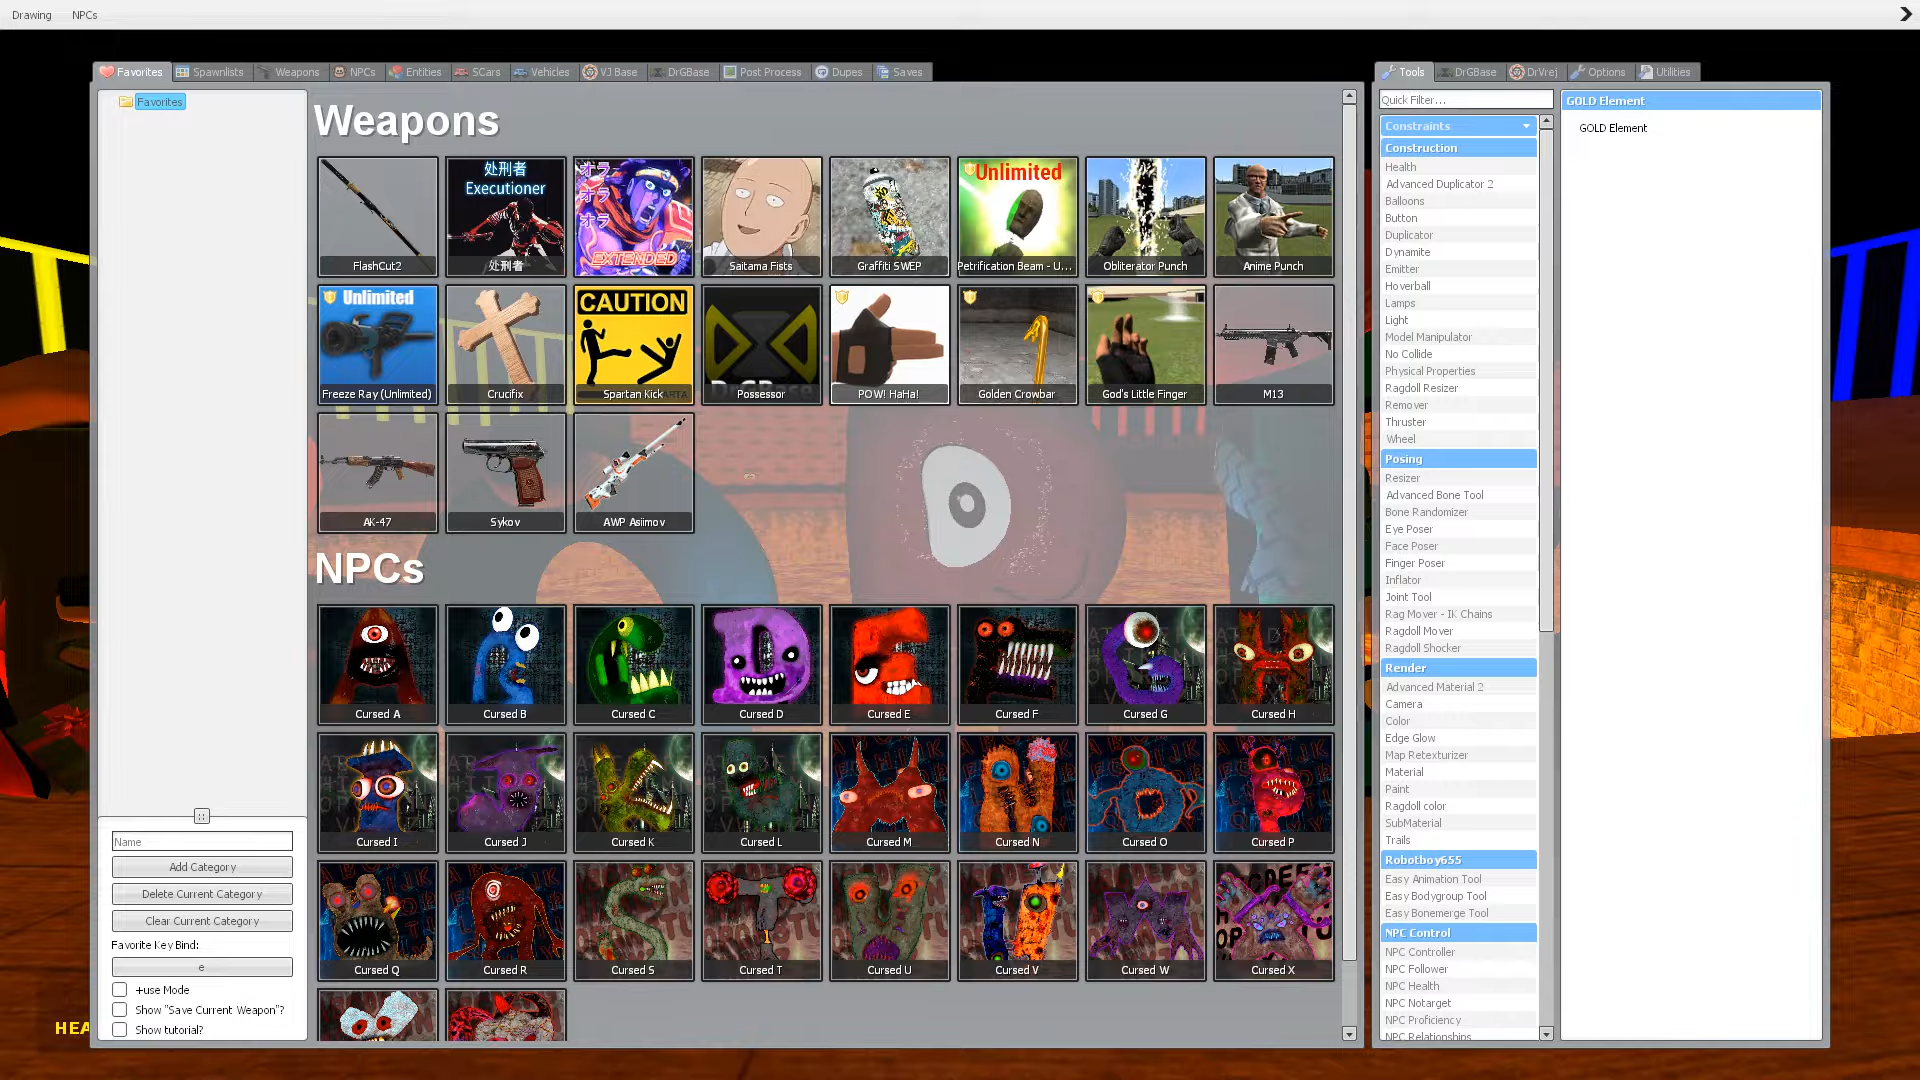 Drawing NPCs
Favorites Spawnlists Weapons NPCs Entities SCars Vehicles VJ Base DrGBase Post Process Dupes Saves
Tools DrGBase DrVrej Options Utilities
Favorites
Name
Add Category
Delete Current Category
Clear Current Category
Favorite Key Bind:
e
+use Mode
Show "Save Current Weapon"?
Show tutorial?
HEA
Weapons
处刑者
Executioner
オラ
オラ
オラ
EXTENDED
Unlimited
FlashCut2
处刑者
Saitama Fists
Graffiti SWEP
Petrification Beam - U...
Obliterator Punch
Anime Punch
Unlimited
CAUTION
Freeze Ray (Unlimited)
Crucifix
Spartan Kick
Possessor
POW! HaHa!
Golden Crowbar
God's Little Finger
M13
AK-47
Sykov
AWP Asiimov
NPCs
Cursed A
Cursed B
Cursed C
Cursed D
Cursed E
Cursed F
Cursed G
Cursed H
Cursed I
Cursed J
Cursed K
Cursed L
Cursed M
Cursed N
Cursed O
Cursed P
Cursed Q
Cursed R
Cursed S
Cursed T
Cursed U
Cursed V
Cursed W
Cursed X
Quick Filter...
Constraints
Construction
Health
Advanced Duplicator 2
Balloons
Button
Duplicator
Dynamite
Emitter
Hoverball
Lamps
Light
Model Manipulator
No Collide
Physical Properties
Ragdoll Resizer
Remover
Thruster
Wheel
Posing
Resizer
Advanced Bone Tool
Bone Randomizer
Eye Poser
Face Poser
Finger Poser
Inflator
Joint Tool
Rag Mover - IK Chains
Ragdoll Mover
Ragdoll Shocker
Render
Advanced Material 2
Camera
Color
Edge Glow
Map Retexturizer
Material
Paint
Ragdoll color
SubMaterial
Trails
Robotboy655
Easy Animation Tool
Easy Bodygroup Tool
Easy Bonemerge Tool
NPC Control
NPC Controller
NPC Follower
NPC Health
NPC Notarget
NPC Proficiency
NPC Relationships
GOLD Element
GOLD Element